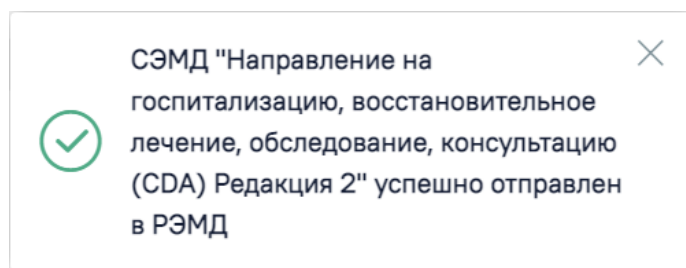 СЭМД "Направление на
госпитализацию, восстановительное
лечение, обследование, консультацию
(CDA) Редакция 2" успешно отправлен
в РЭМД